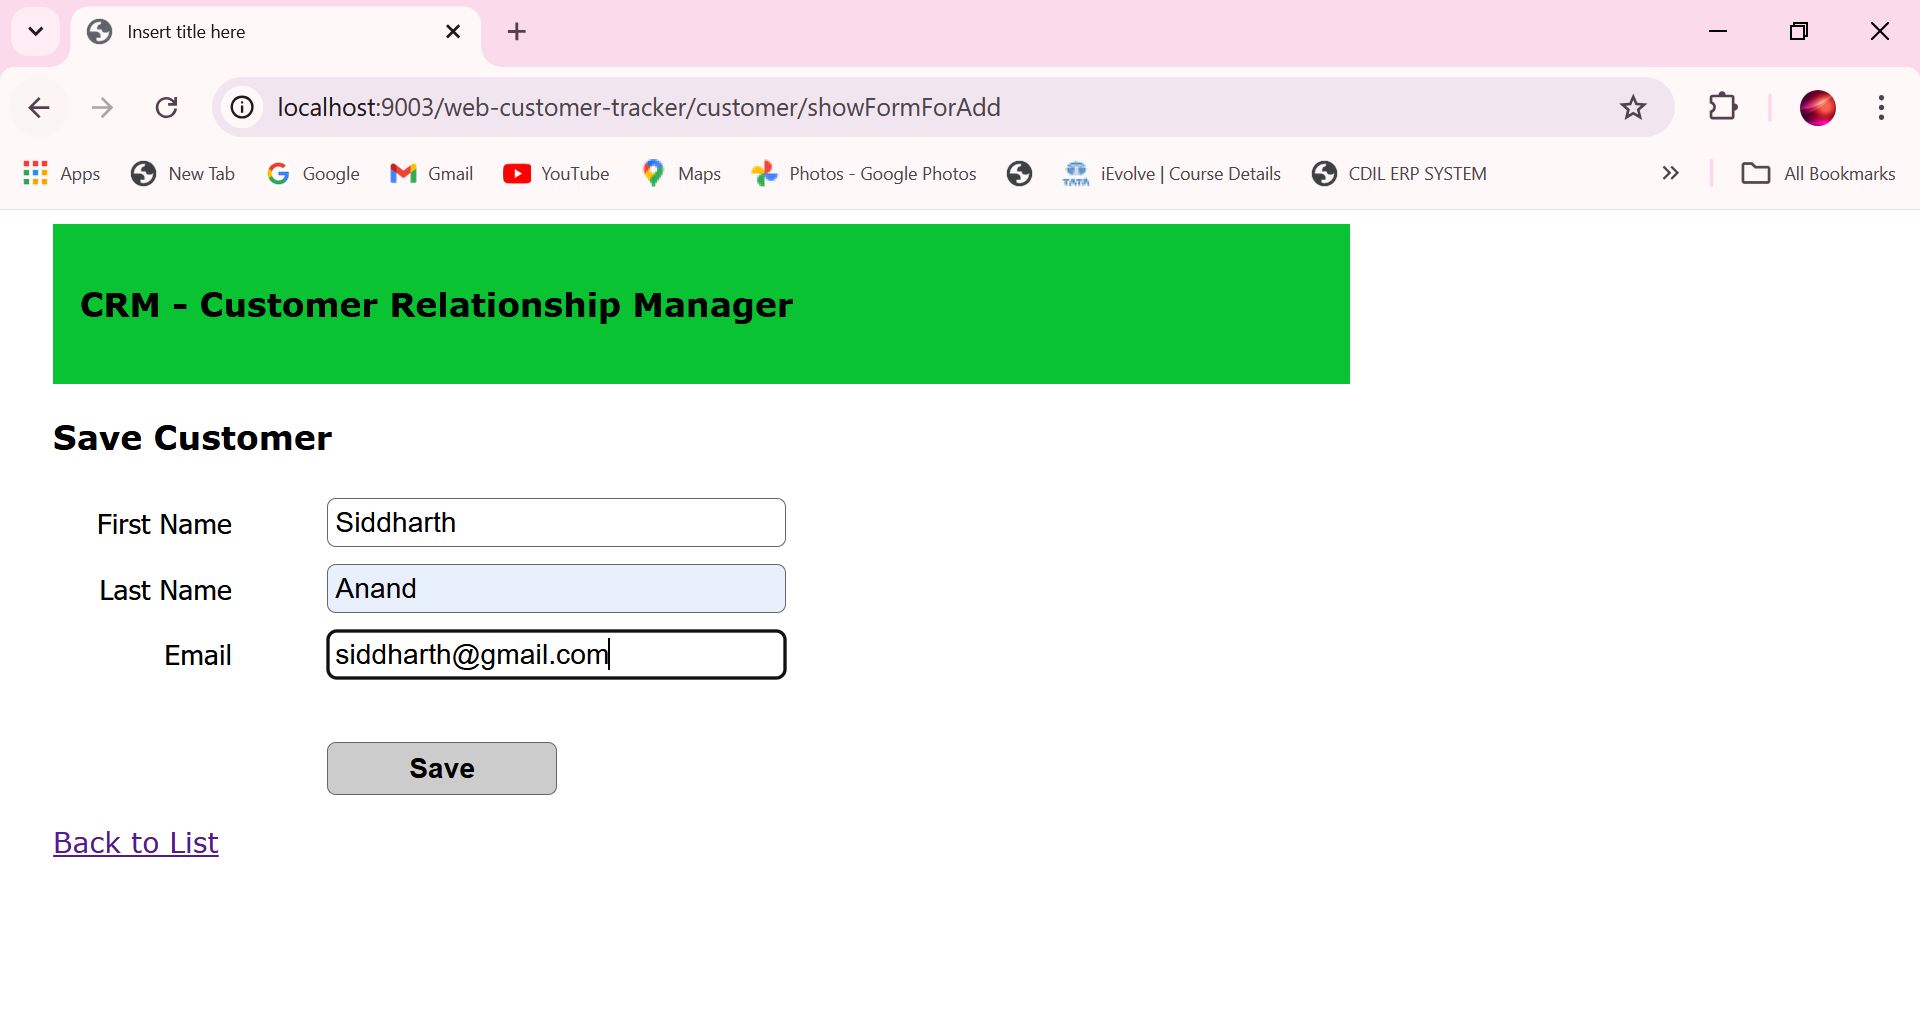 Insert title here
localhost:9003/web-customer-tracker/customer/showFormForAdd
Apps New Tab Google Gmail YouTube Maps Photos - Google Photos TATA iEvolve | Course Details CDIL ERP SYSTEM All Bookmarks
CRM - Customer Relationship Manager
Save Customer
First Name Siddharth
Last Name Anand
Email siddharth@gmail.com
Save
Back to List